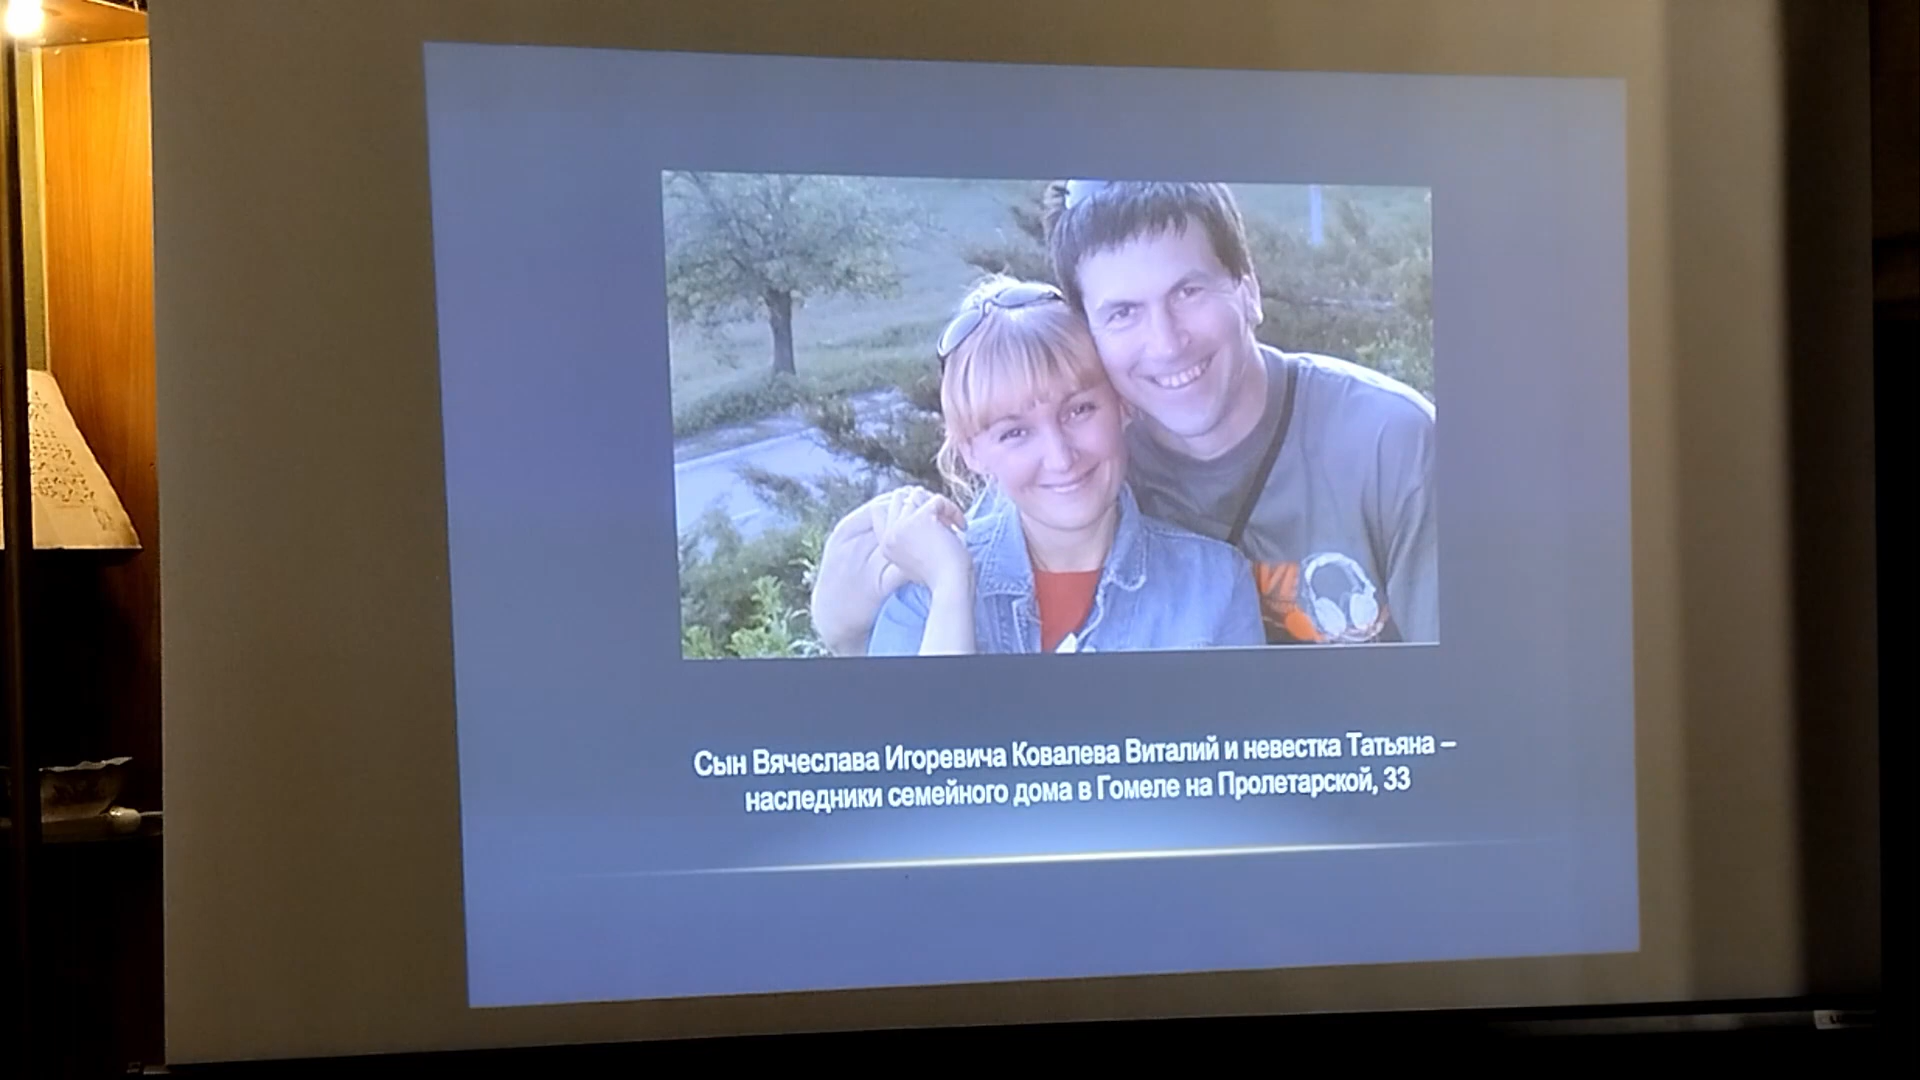 Сын Вячеслава Игоревича Ковалева Виталий и невестка Татьяна –
наследники семейного дома в Гомеле на Пролетарской, 33